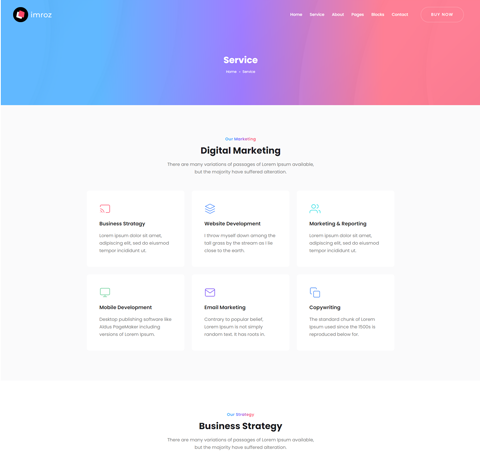 imroz
Home Service About Pages Blocks Contact BUY NOW
Service
Home Service
Our Marketing
Digital Marketing
There are many variations of passages of Lorem Ipsum available,
but the majority have suffered alteration.
Business Stratagy
Lorem ipsum dolor sit amet,
adipiscing elit, sed do eiusmod
tempor incididunt ut.
Website Development
I throw myself down among the
tall grass by the stream as I lie
close to the earth.
Marketing & Reporting
Lorem ipsum dolor sit amet,
adipiscing elit, sed do eiusmod
tempor incididunt ut.
Mobile Development
Desktop publishing software like
Aldus PageMaker including
versions of Lorem Ipsum.
Email Marketing
Contrary to popular belief,
Lorem Ipsum is not simply
random text. It has roots in.
Copywriting
The standard chunk of Lorem
Ipsum used since the 1500s is
reproduced below for.
Our Strategy
Business Strategy
There are many variations of passages of Lorem Ipsum available,
but the majority have suffered alteration.